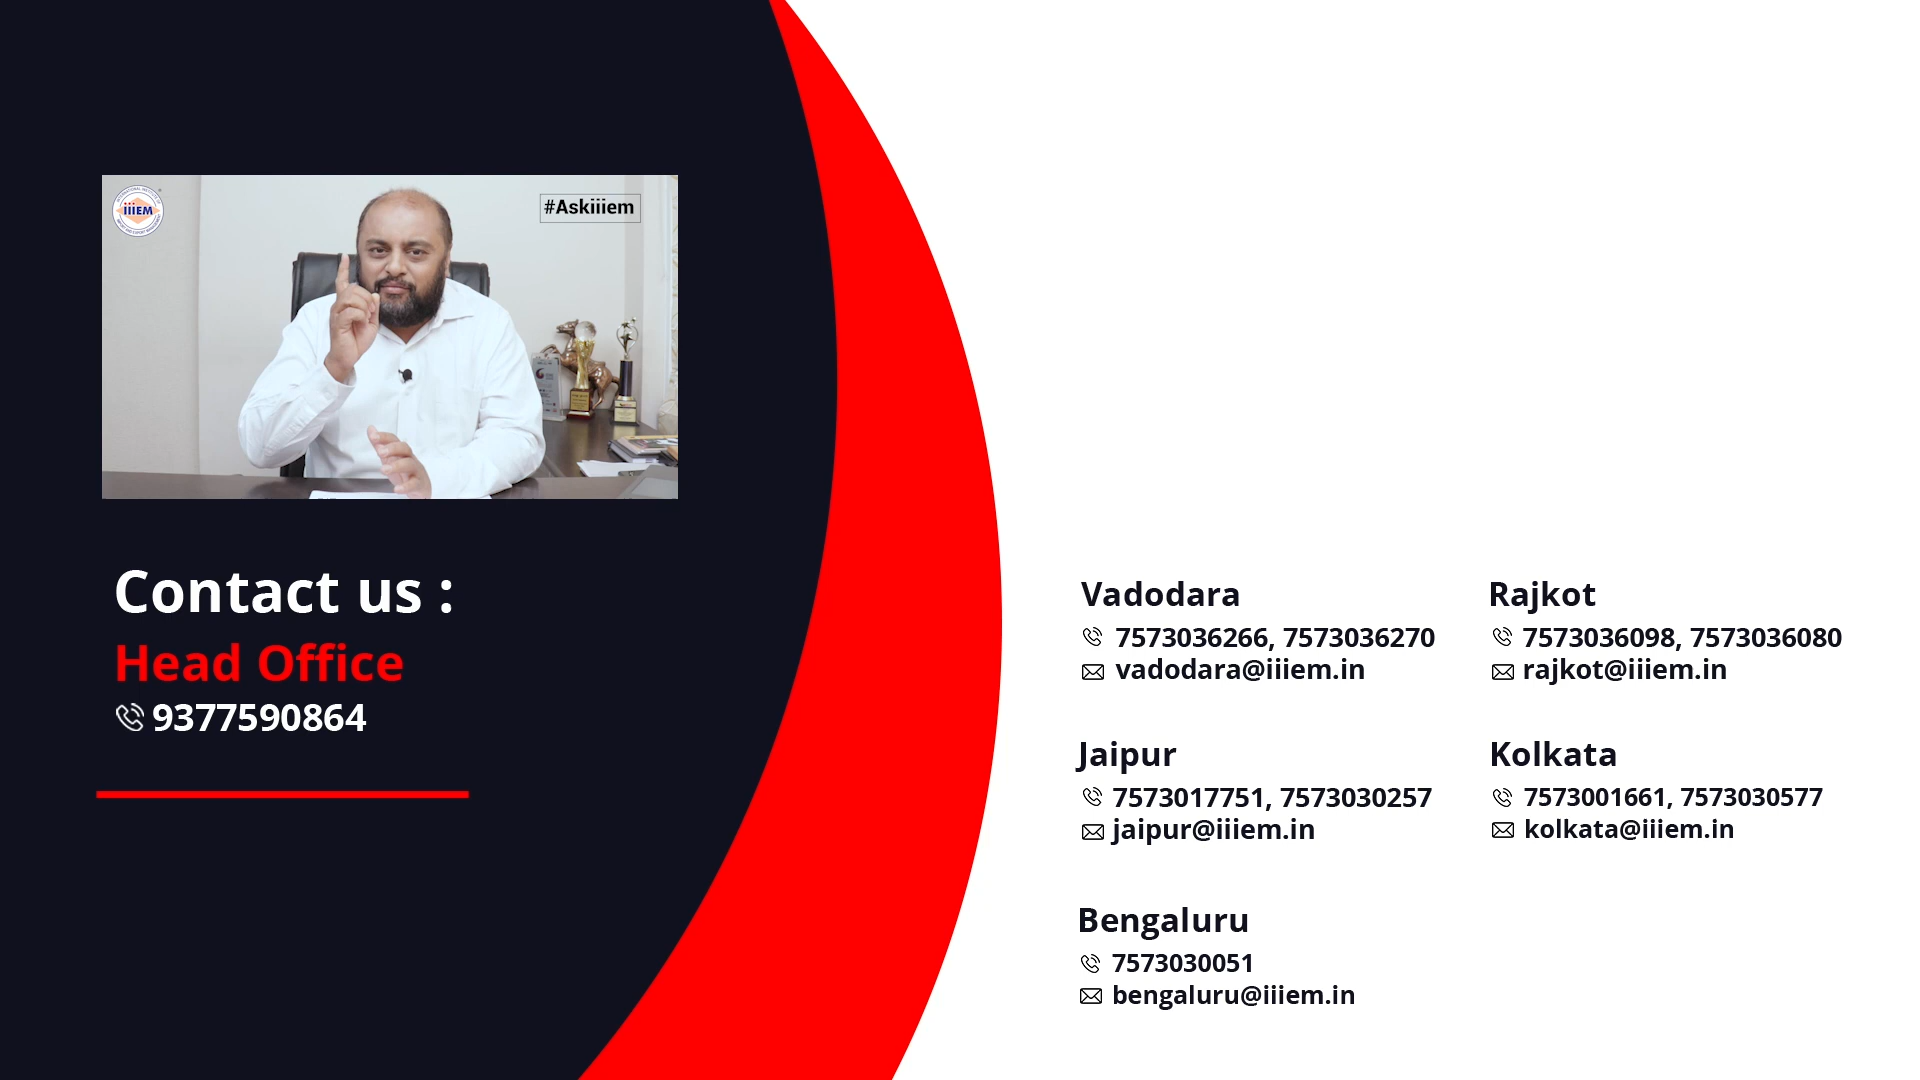 iiiEM
#Askiiiem
Contact us :
Head Office
9377590864
Vadodara
7573036266, 7573036270
vadodara@iiiem.in
Rajkot
7573036098, 7573036080
rajkot@iiiem.in
Jaipur
7573017751, 7573030257
jaipur@iiiem.in
Kolkata
7573001661, 7573030577
kolkata@iiiem.in
Bengaluru
7573030051
bengaluru@iiiem.in